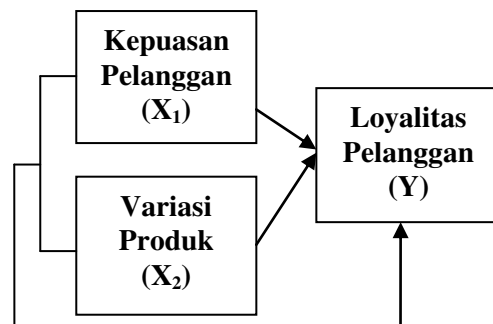 Kepuasan
Pelanggan
(X₁)
Loyalitas
Pelanggan
(Y)
Variasi
Produk
(X₂)